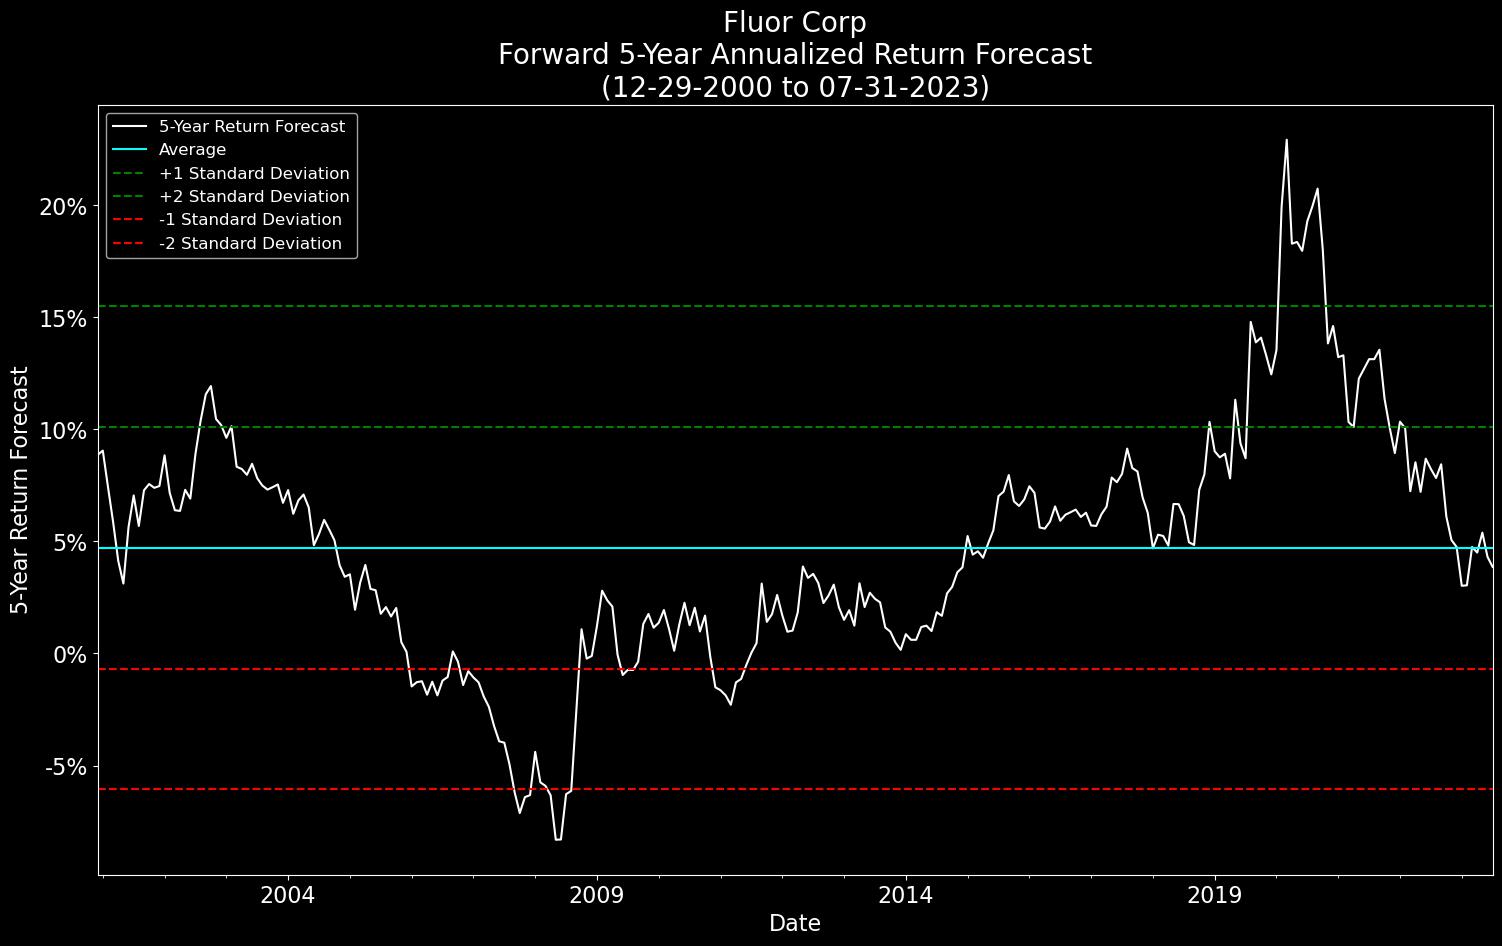 Fluor Corp
Forward 5-Year Annualized Return Forecast
(12-29-2000 to 07-31-2023)
5-Year Return Forecast
Average
+1 Standard Deviation
+2 Standard Deviation
-1 Standard Deviation
-2 Standard Deviation
20%
15%
10%
5%
0%
-5%
5-Year Return Forecast
2004
2009
2014
2019
Date